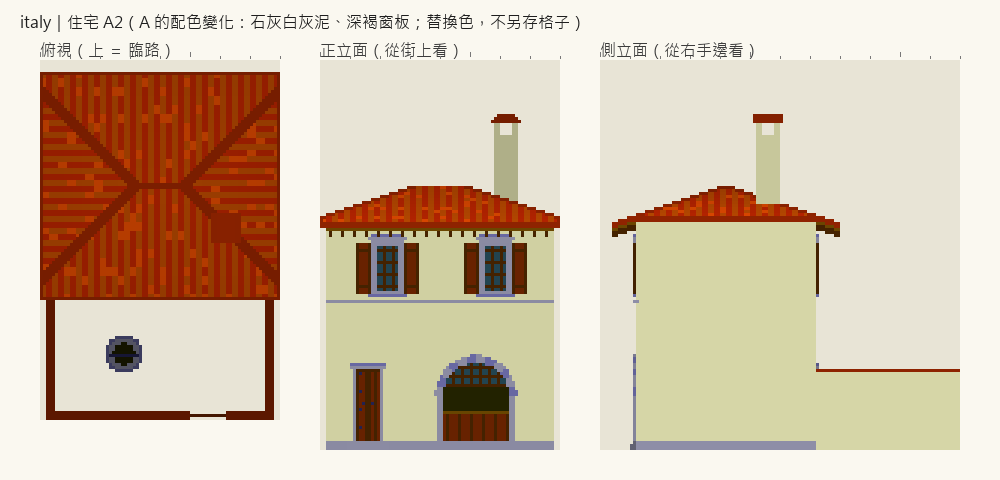 italy | 住宅 A2 ( A 的配色變化：石灰白灰泥、深褐窗板；替換色，不另存格子 )
俯視 ( 上 = 臨路 )
正立面 ( 從街上看 )
側立面 ( 從右手邊看 )